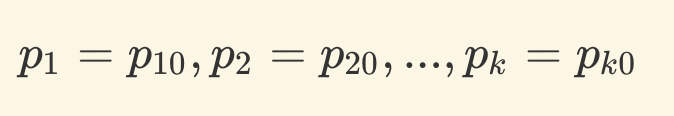 p₁ = p₁₀, p₂ = p₂₀, ..., pₖ = pₖ₀